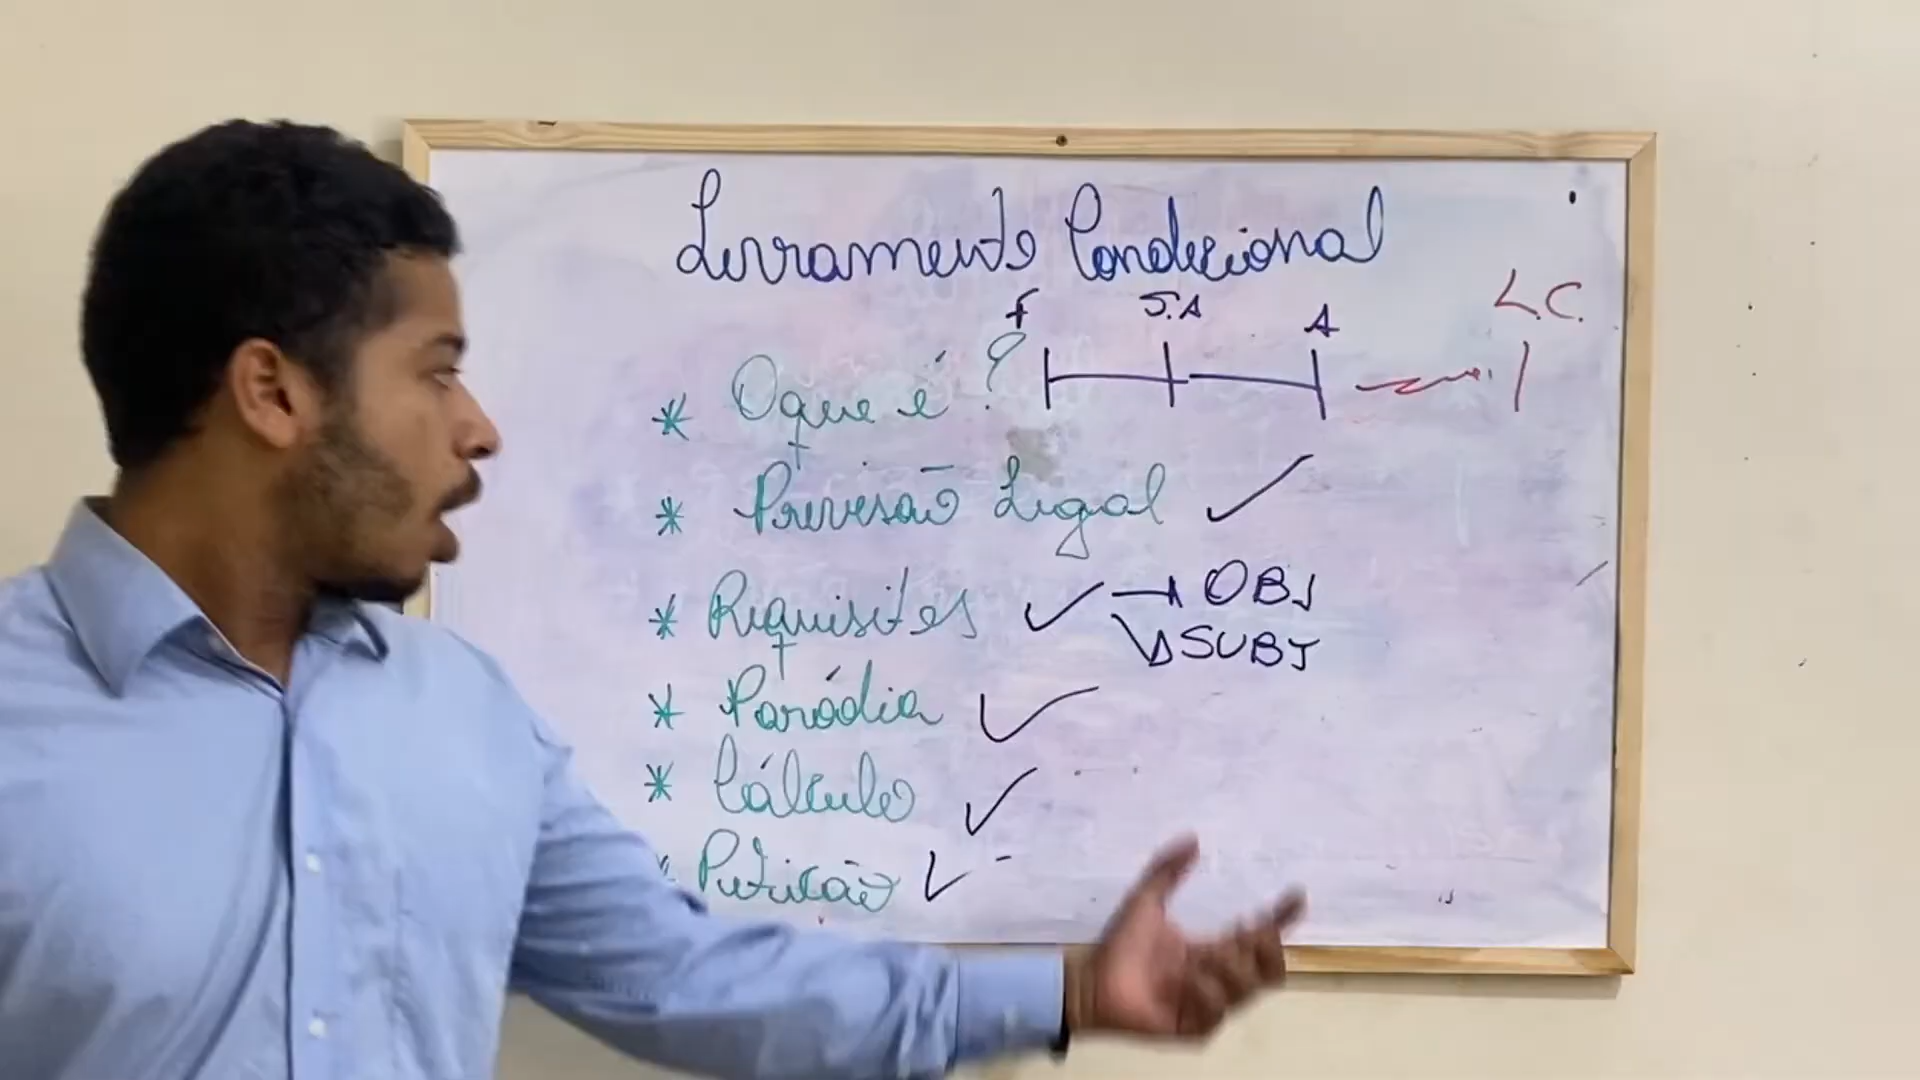 Livramento Condicional
F S.A A L.C.
* O que é?
* Previsão Legal ✓
* Requisitos ✓ → OBJ
↘ SUBJ
* Paródia ✓
* Cálculo ✓
* Petição ✓